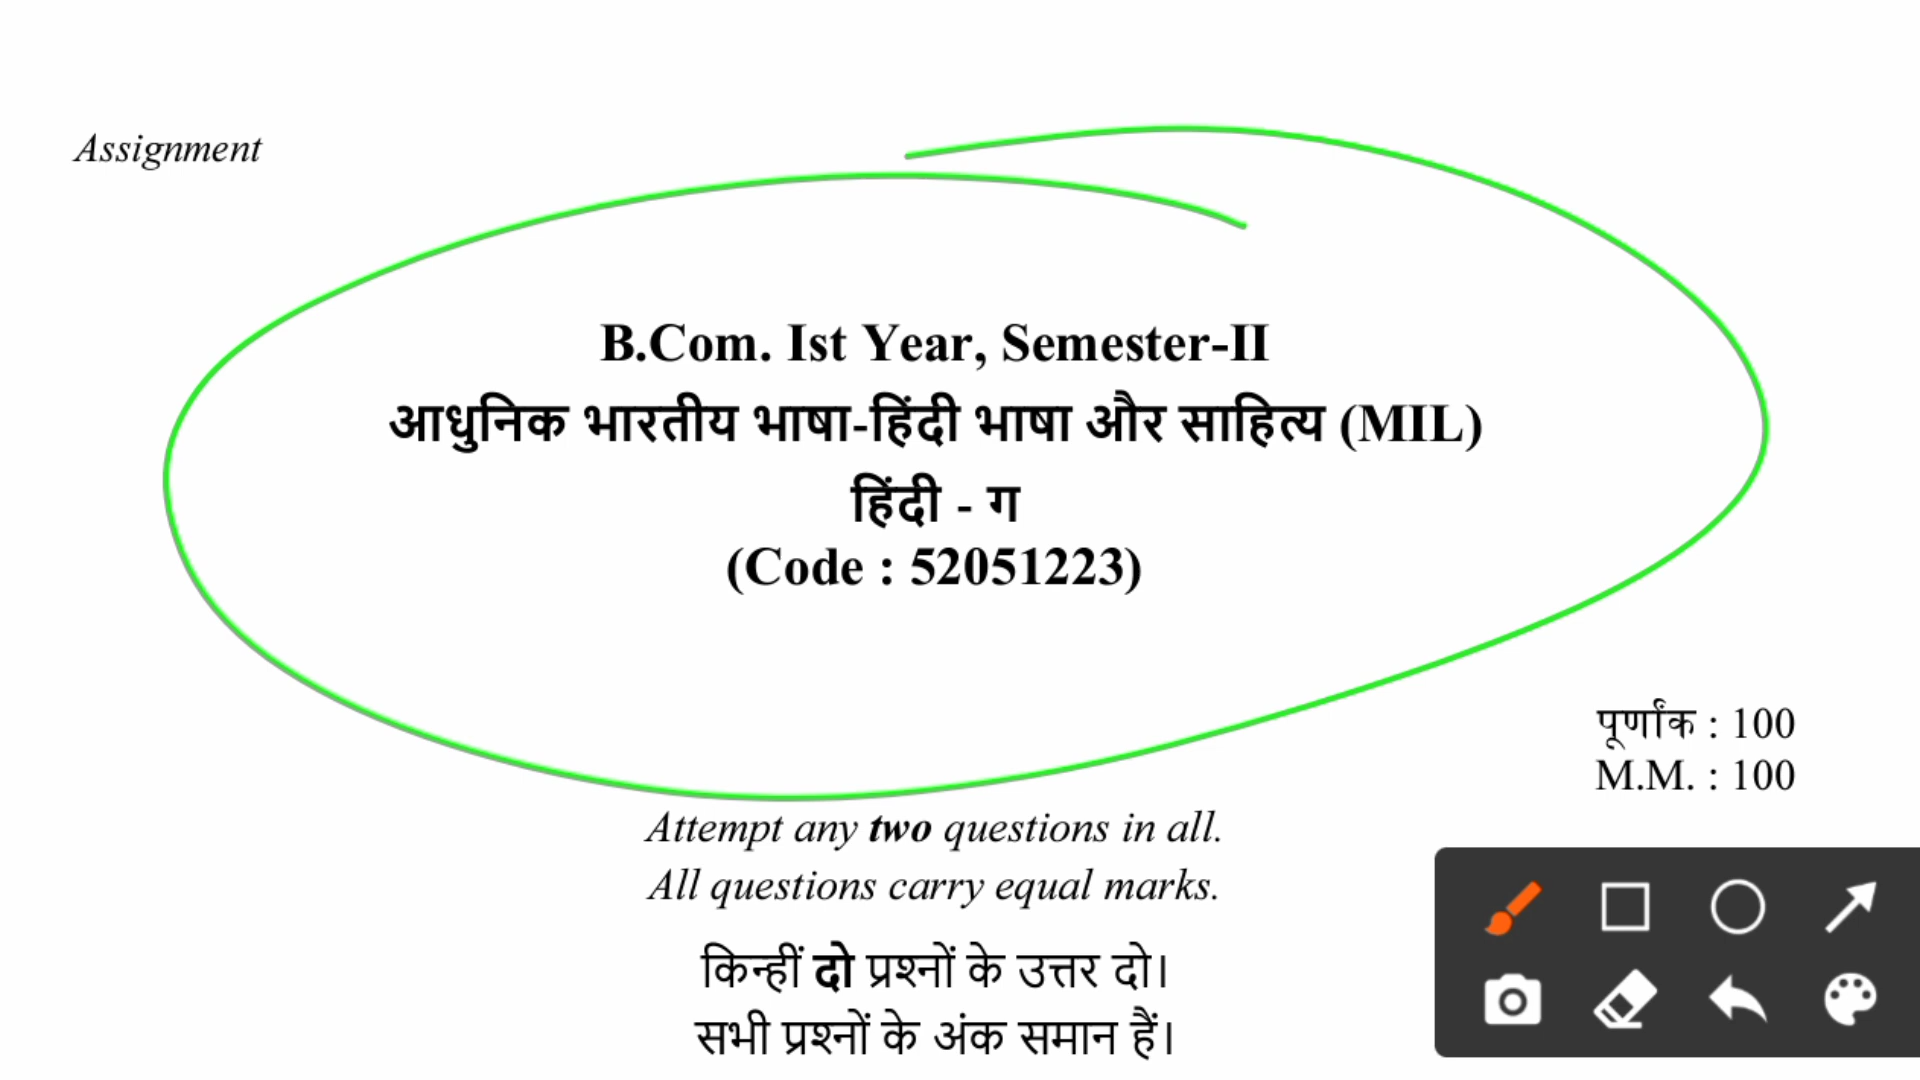 Assignment
B.Com. Ist Year, Semester-II
आधुनिक भारतीय भाषा-हिंदी भाषा और साहित्य (MIL)
हिंदी - ग
(Code : 52051223)
पूर्णांक : 100
M.M. : 100
Attempt any two questions in all.
All questions carry equal marks.
किन्हीं दो प्रश्नों के उत्तर दो।
सभी प्रश्नों के अंक समान हैं।